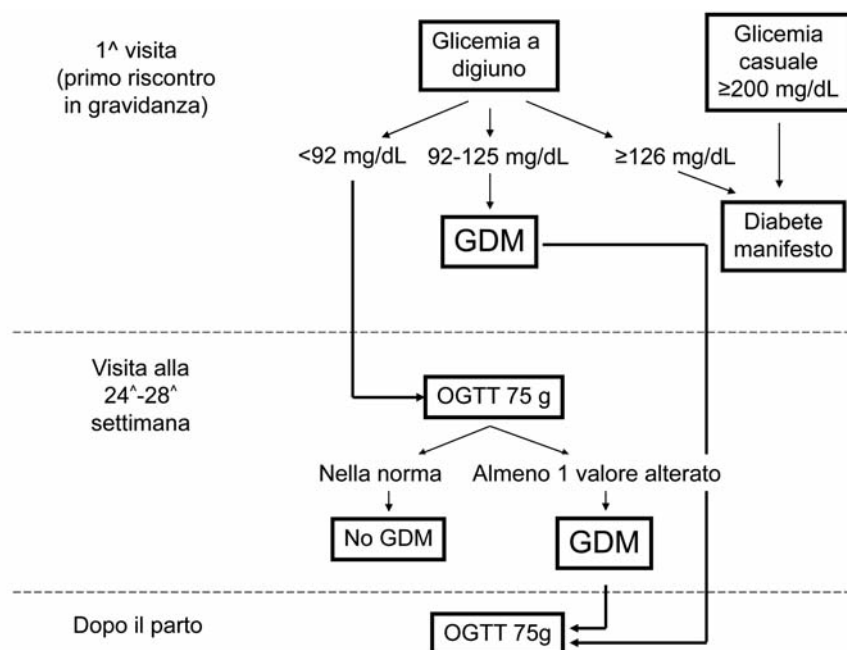 1^ visita
(primo riscontro
in gravidanza)
Glicemia a
digiuno
Glicemia
casuale
≥200 mg/dL
<92 mg/dL
92-125 mg/dL
≥126 mg/dL
GDM
Diabete
manifesto
Visita alla
24^-28^
settimana
OGTT 75 g
Nella norma
Almeno 1 valore alterato
No GDM
GDM
Dopo il parto
OGTT 75g